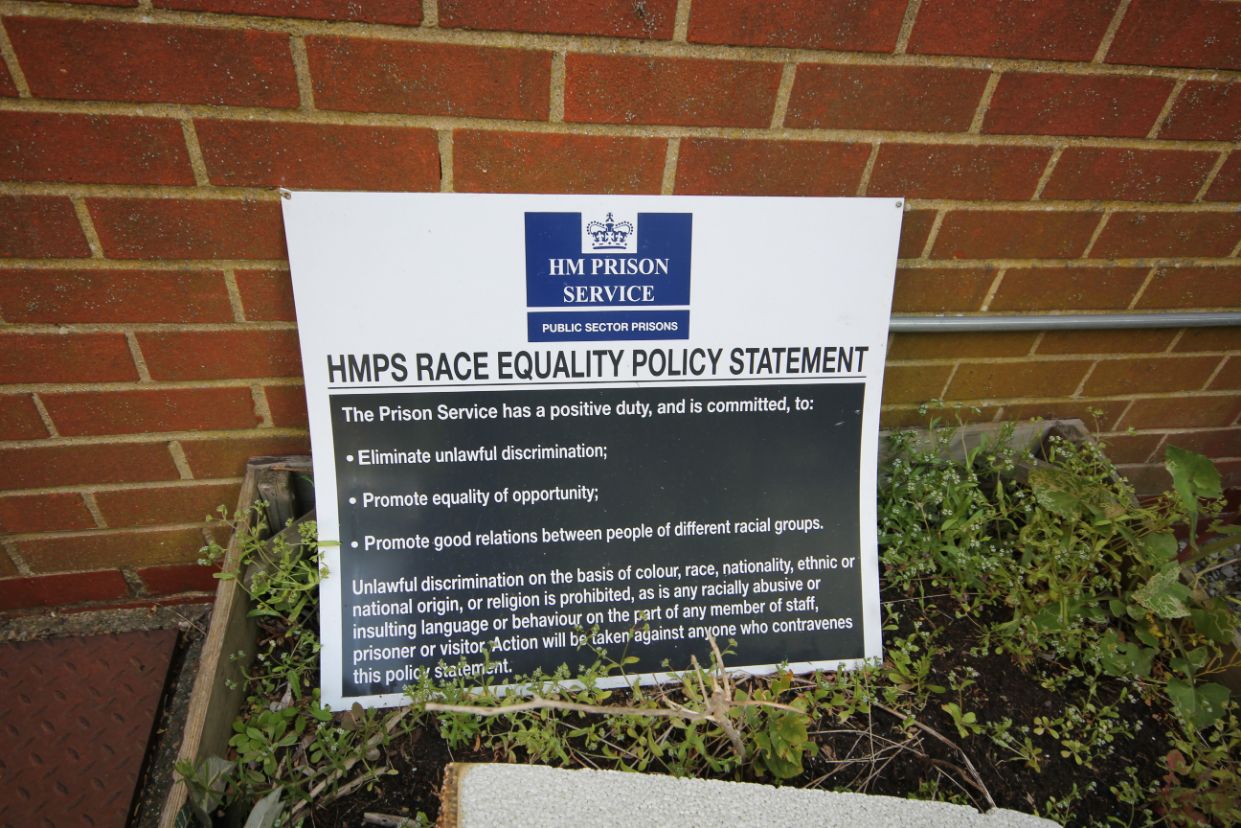 HM PRISON
SERVICE
PUBLIC SECTOR PRISONS
HMPS RACE EQUALITY POLICY STATEMENT
The Prison Service has a positive duty, and is committed, to:
• Eliminate unlawful discrimination;
• Promote equality of opportunity;
• Promote good relations between people of different racial groups.
Unlawful discrimination on the basis of colour, race, nationality, ethnic or
national origin, or religion is prohibited, as is any racially abusive or
insulting language or behaviour on the part of any member of staff,
prisoner or visitor. Action will be taken against anyone who contravenes
this policy statement.